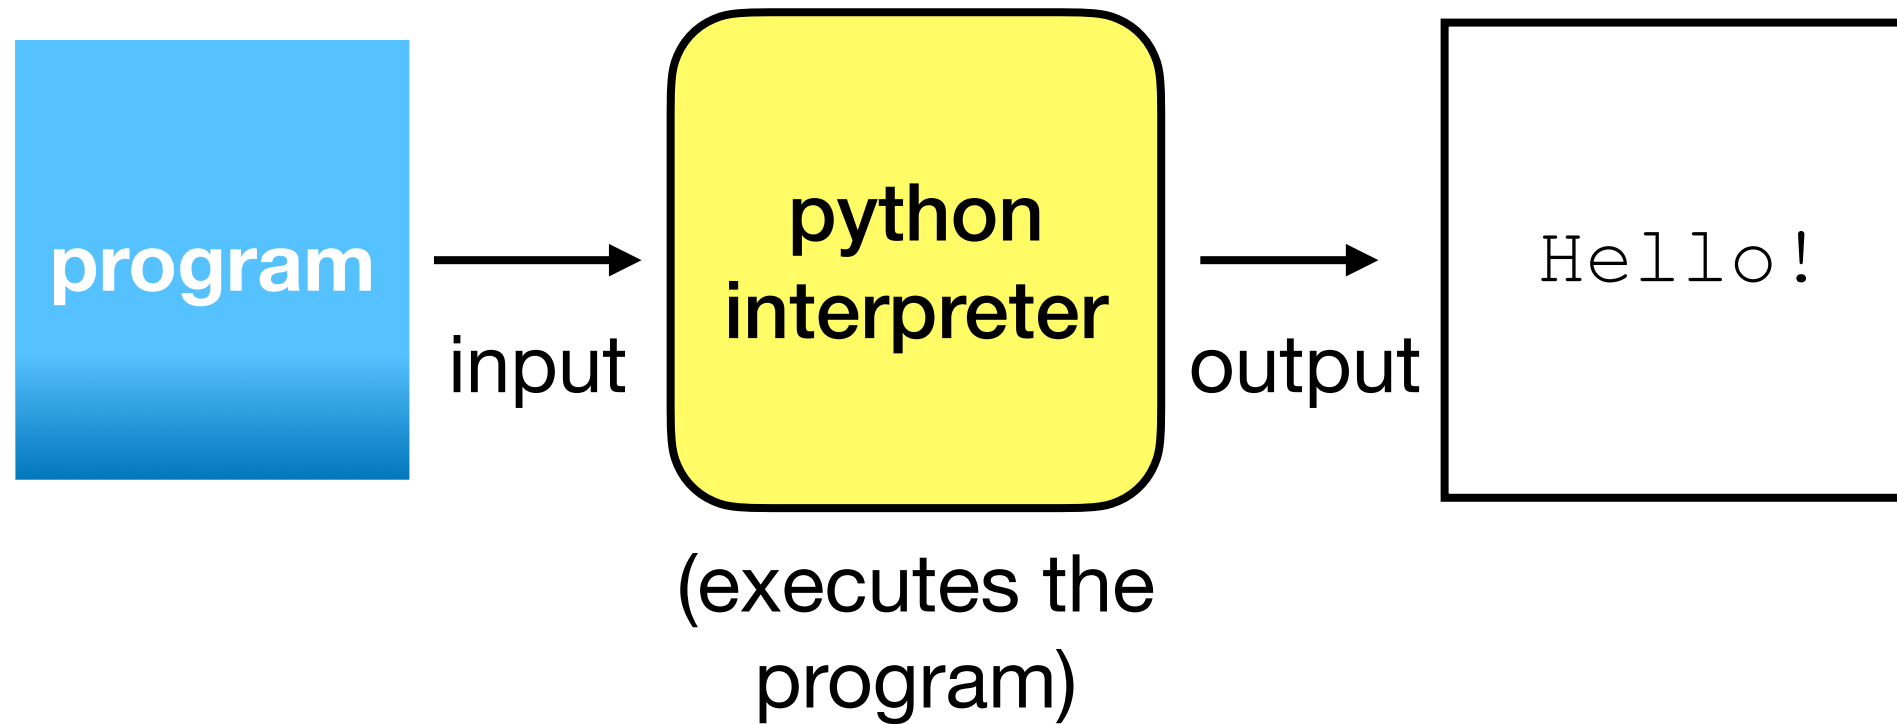 program
input
python
interpreter
(executes the
program)
output
Hello!